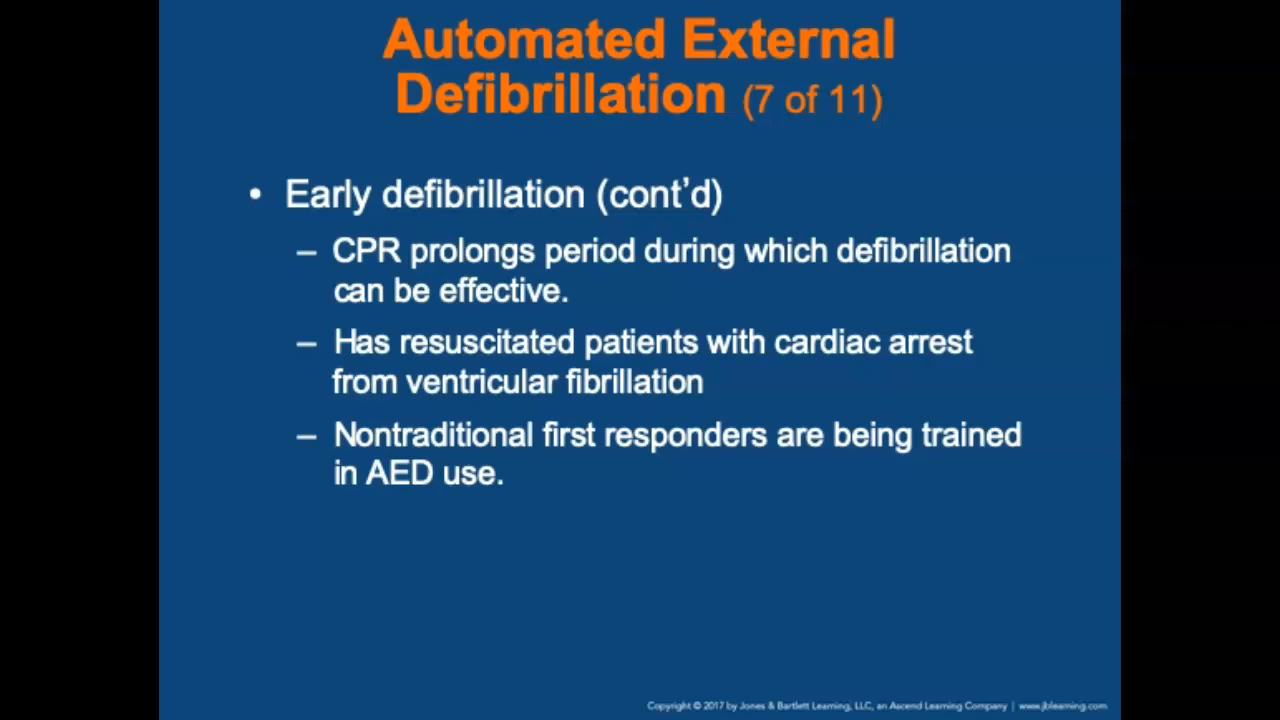 Automated External
Defibrillation (7 of 11)
• Early defibrillation (cont’d)
– CPR prolongs period during which defibrillation
can be effective.
– Has resuscitated patients with cardiac arrest
from ventricular fibrillation
– Nontraditional first responders are being trained
in AED use.
Copyright © 2017 by Jones & Bartlett Learning, LLC, an Ascend Learning Company | www.jblearning.com